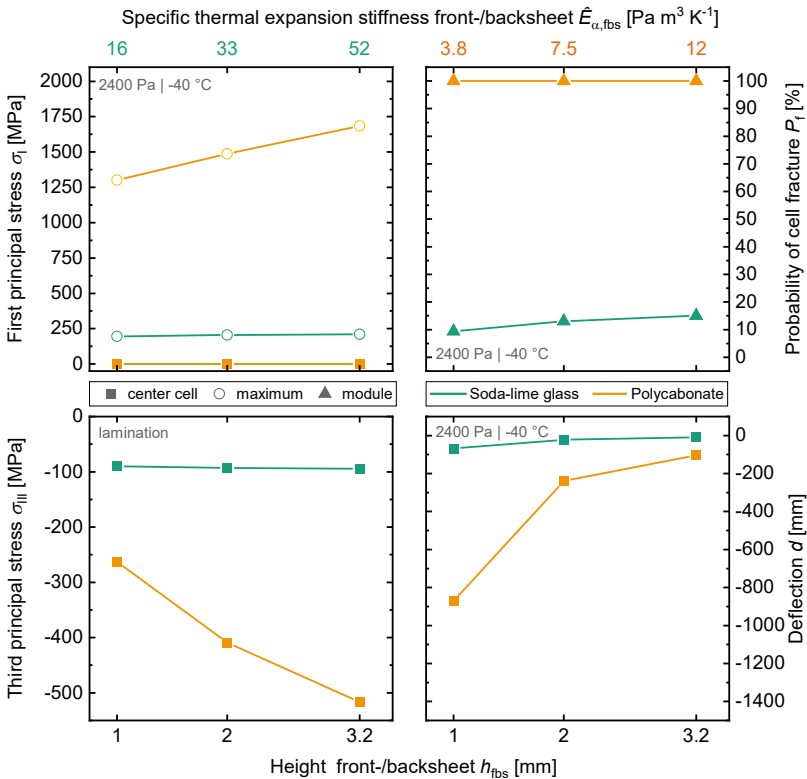 Specific thermal expansion stiffness front-/backsheet Êα,fbs [Pa m³ K⁻¹]
16 33 52 3.8 7.5 12
First principal stress σI [MPa]
2000
1750
1500
1250
1000
750
500
250
0
2400 Pa | -40 °C
100
90
80
70
60
50
40
30
20
10
0
2400 Pa | -40 °C
Probability of cell fracture Pf [%]
center cell maximum module
Soda-lime glass Polycabonate
Third principal stress σIII [MPa]
0
-100
-200
-300
-400
-500
lamination
2400 Pa | -40 °C
0
-200
-400
-600
-800
-1000
-1200
-1400
Deflection d [mm]
1 2 3.2 1 2 3.2
Height front-/backsheet hfbs [mm]